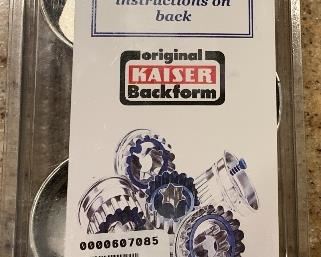 instructions on
back
original
KAISER
Backform
0000607085